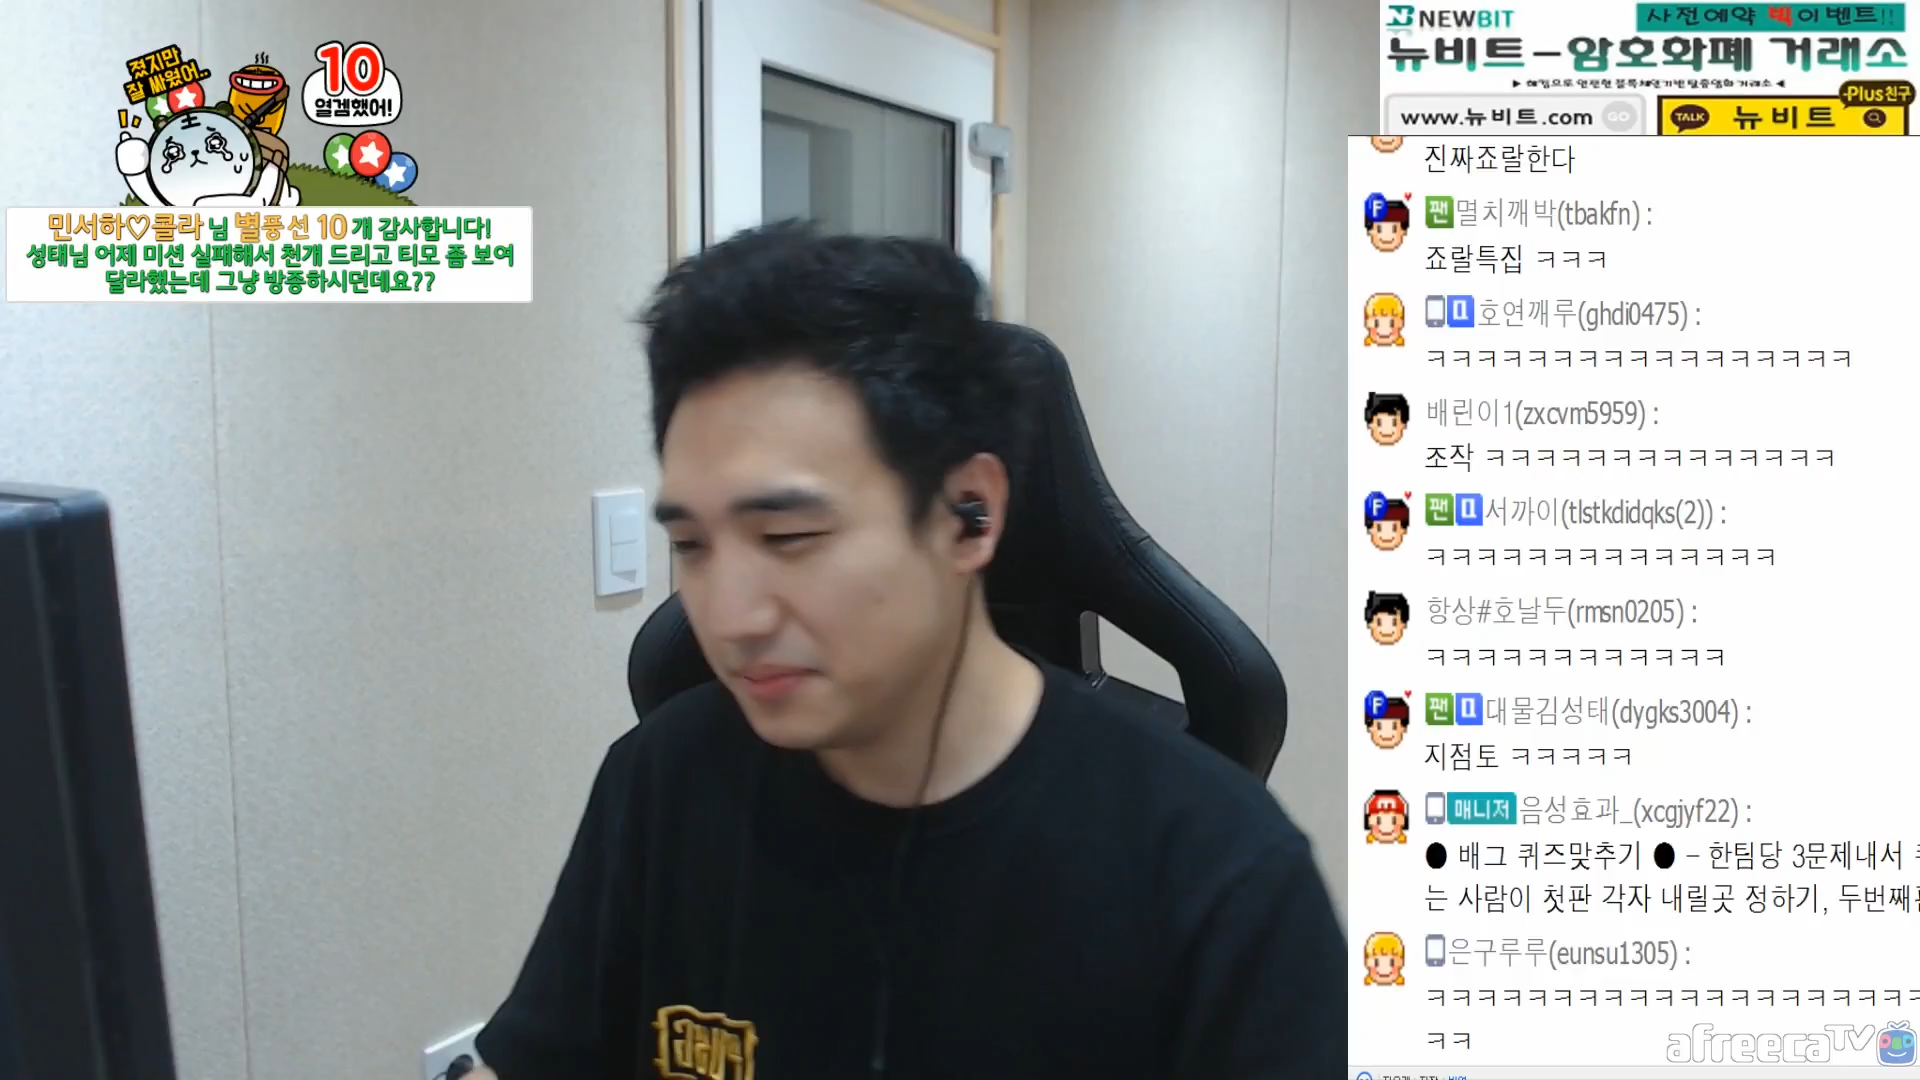 졌지만
잘 싸웠어..
10
열겜했어!
민서하♡콜라 님 별풍선 10 개 감사합니다!
성태님 어제 미션 실패해서 천개 드리고 티모 좀 보여
달라했는데 그냥 방종하시던데요??
NEWBIT
사전예약 빅이벤트!!
뉴비트-암호화폐 거래소
www.뉴비트.com GO
TALK 뉴비트
Plus친구
진짜죠랄한다
팬 멸치깨박(tbakfn) :
죠랄특집 ㅋㅋㅋ
호연깨루(ghdi0475) :
ㅋㅋㅋㅋㅋㅋㅋㅋㅋㅋㅋㅋㅋㅋㅋㅋㅋ
배린이1(zxcvm5959) :
조작 ㅋㅋㅋㅋㅋㅋㅋㅋㅋㅋㅋㅋㅋㅋ
팬 서까이(tlstkdidqks(2)) :
ㅋㅋㅋㅋㅋㅋㅋㅋㅋㅋㅋㅋㅋㅋ
항상#호날두(rmsn0205) :
ㅋㅋㅋㅋㅋㅋㅋㅋㅋㅋㅋㅋ
팬 대물김성태(dygks3004) :
지점토 ㅋㅋㅋㅋㅋ
매니저 음성효과_(xcgjyf22) :
● 배그 퀴즈맞추기 ● - 한팀당 3문제내서
는 사람이 첫판 각자 내릴곳 정하기, 두번째판
은구루루(eunsu1305) :
ㅋㅋㅋㅋㅋㅋㅋㅋㅋㅋㅋㅋㅋㅋㅋㅋㅋㅋㅋㅋ
ㅋㅋ
afreecaTV